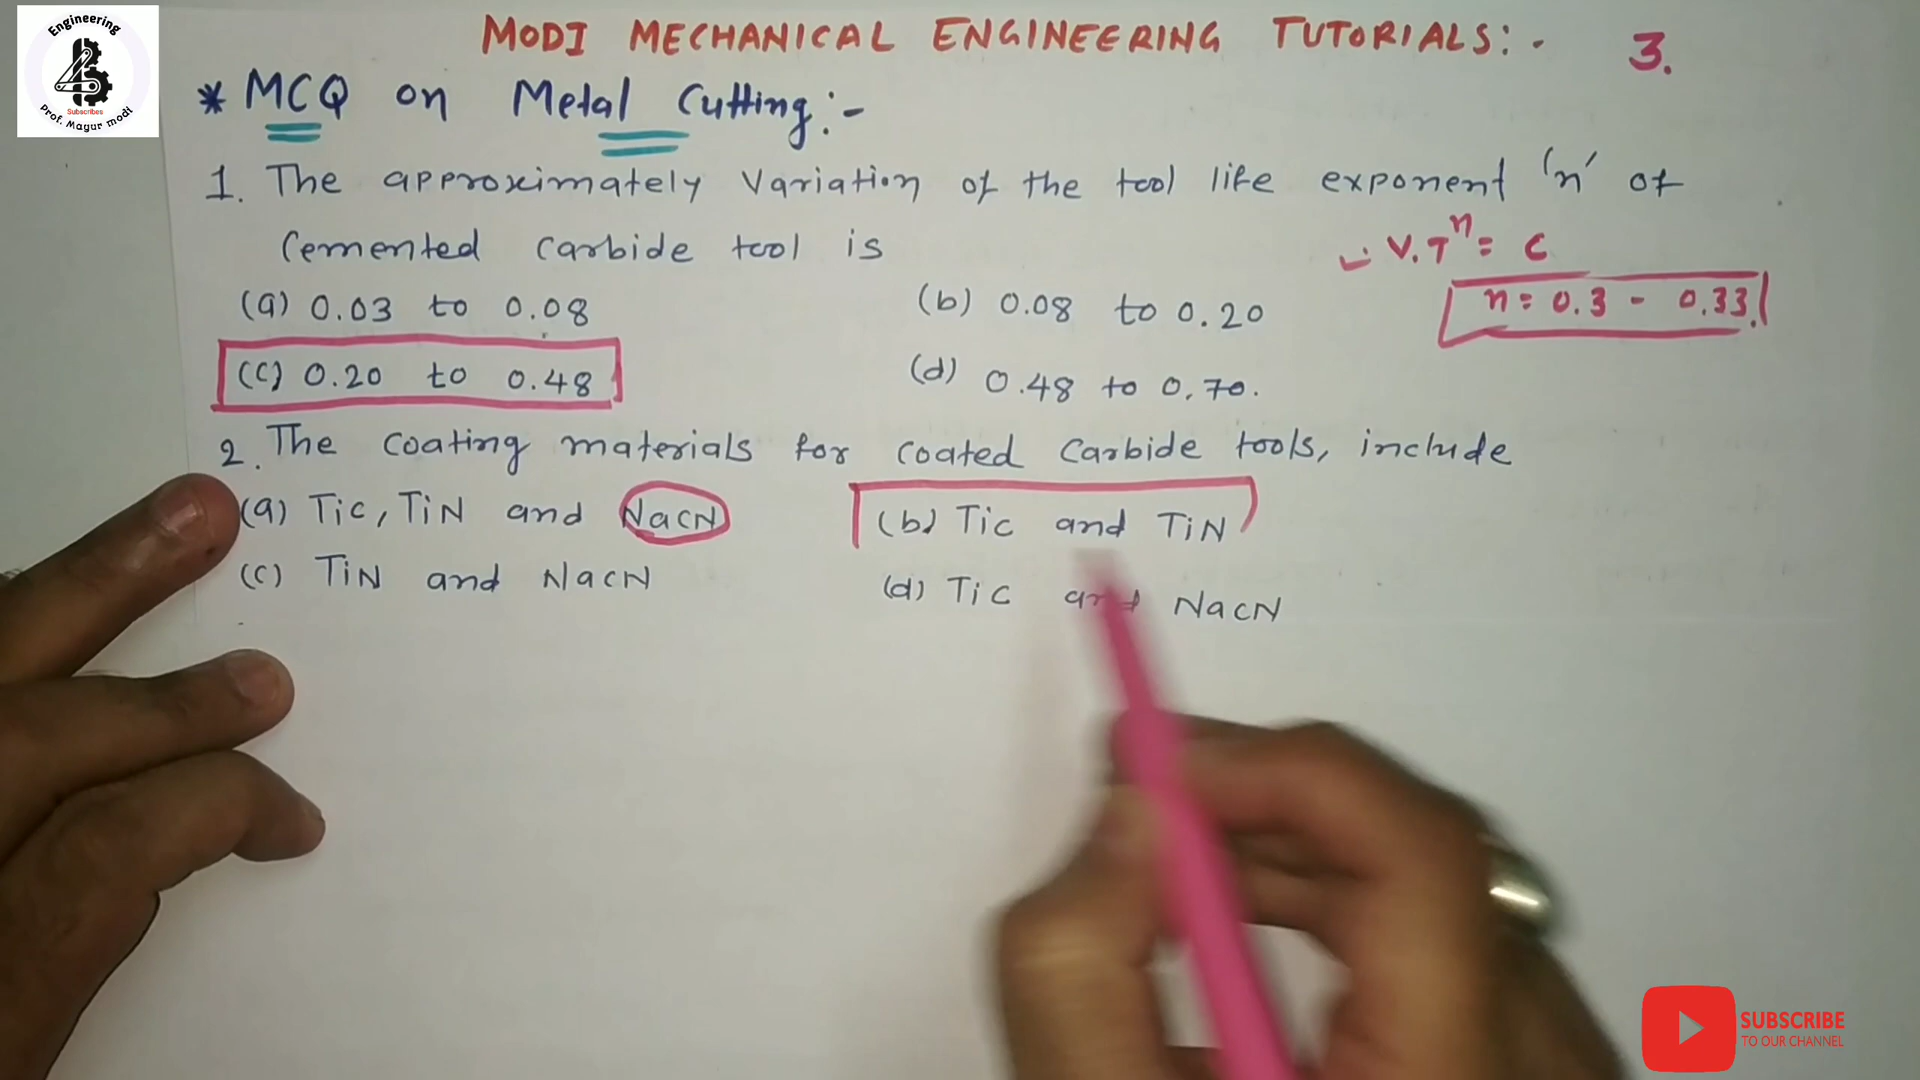 Engineering
Subscribes
Prof. Mayur modi
MODI MECHANICAL ENGINEERING TUTORIALS:- 3.
* MCQ on Metal Cutting:-
1. The approximately Variation of the tool life exponent 'n' of
Cemented Carbide tool is
V.T^n = C
n = 0.3 - 0.33.
(a) 0.03 to 0.08 (b) 0.08 to 0.20
(c) 0.20 to 0.48 (d) 0.48 to 0.70.
2. The Coating materials for coated Carbide tools, include
(a) Tic, TiN and NacN (b) Tic and TiN
(c) TiN and NacN (d) Tic and NacN
SUBSCRIBE
TO OUR CHANNEL